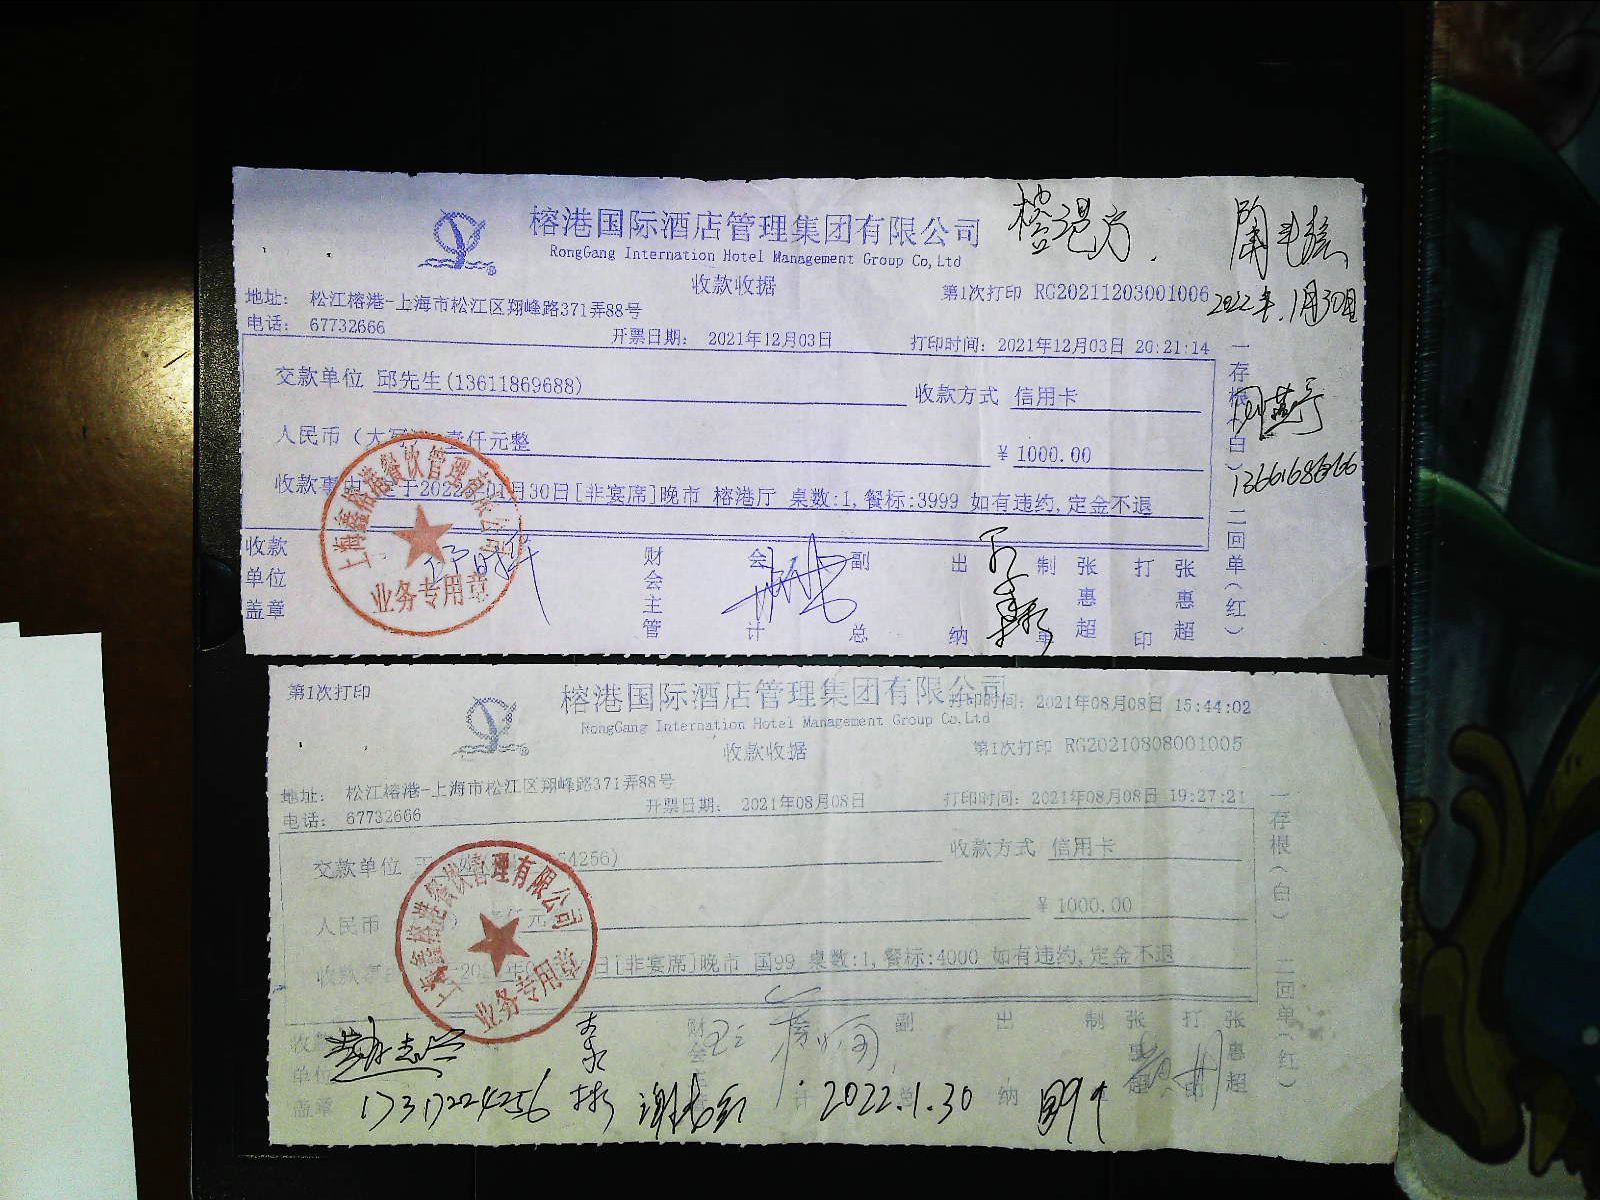 榕港国际酒店管理集团有限公司
RongGang Internation Hotel Management Group Co,Ltd
收款收据
第1次打印 RG20211203001006
2022年.1月30日
地址: 松江榕港-上海市松江区翔峰路371弄88号
电话: 67732666
开票日期: 2021年12月03日
打印时间: 2021年12月03日 20:21:14
交款单位 邱先生(13611869688)
收款方式 信用卡
人民币(大写) 壹仟元整
¥1000.00
收款事由 定于2022年01月30日[非宴席]晚市 榕港厅 桌数:1,餐标:3999 如有违约,定金不退
一存根(白)二回单(红)
收款单位盖章
财会主管
会计
副总
出纳
制单
张惠超
打印
张惠超
上海鑫榕港餐饮管理有限公司
业务专用章
第1次打印
榕港国际酒店管理集团有限公司
打印时间: 2021年08月08日 15:44:02
RongGang Internation Hotel Management Group Co,Ltd
收款收据
第1次打印 RG20210808001005
地址: 松江榕港-上海市松江区翔峰路371弄88号
电话: 67732666
开票日期: 2021年08月08日
打印时间: 2021年08月08日 19:27:21
交款单位 54256)
收款方式 信用卡
人民币
¥1000.00
日[非宴席]晚市 国99 桌数:1,餐标:4000 如有违约,定金不退
一存根(白)二回单(红)
上海鑫榕港餐饮管理有限公司
业务专用章
收款单位盖章
财会主管
副总
出纳
制
张惠超
打印
张惠超
17317224256
2022.1.30
国99